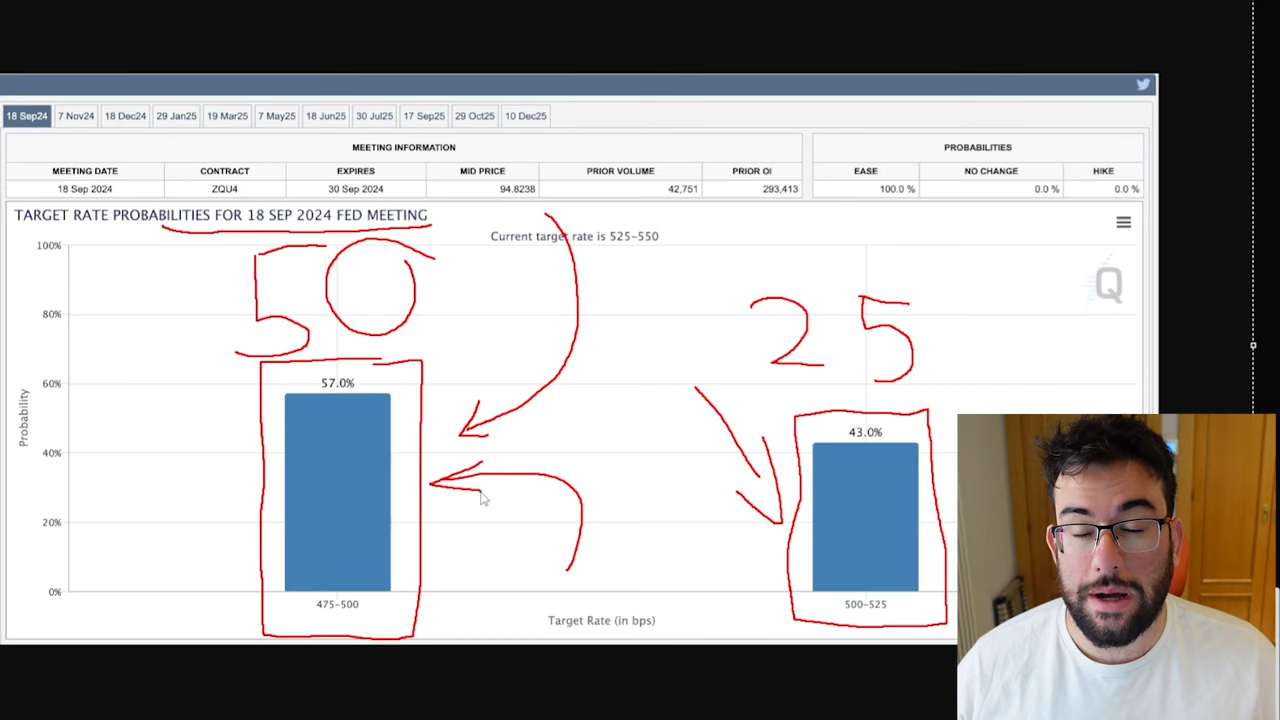 18 Sep24 7 Nov24 18 Dec24 29 Jan25 19 Mar25 7 May25 18 Jun25 30 Jul25 17 Sep25 29 Oct25 10 Dec25
MEETING INFORMATION
MEETING DATE CONTRACT EXPIRES MID PRICE PRIOR VOLUME PRIOR OI
18 Sep 2024 ZQU4 30 Sep 2024 94.8238 42,751 293,413
PROBABILITIES
EASE NO CHANGE HIKE
100.0 % 0.0 % 0.0 %
TARGET RATE PROBABILITIES FOR 18 SEP 2024 FED MEETING
Current target rate is 525–550
Q
Probability
100%
80%
60%
40%
20%
0%
50
57.0%
475–500
25
43.0%
500–525
Target Rate (in bps)